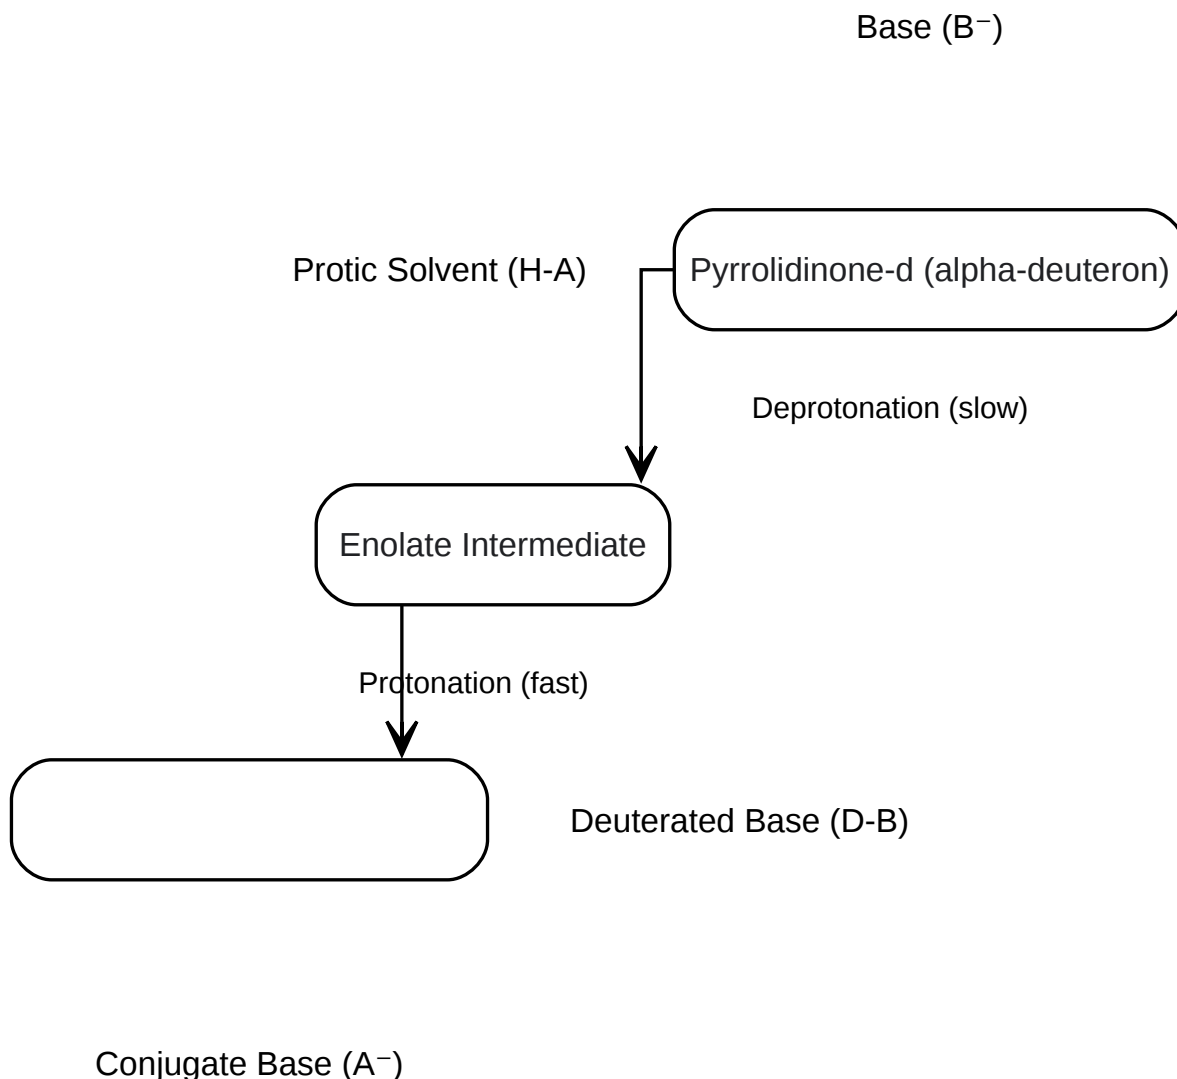 Base (B⁻)
Protic Solvent (H-A)
Pyrrolidinone-d (alpha-deuteron)
Deprotonation (slow)
Enolate Intermediate
Protonation (fast)
Deuterated Base (D-B)
Conjugate Base (A⁻)